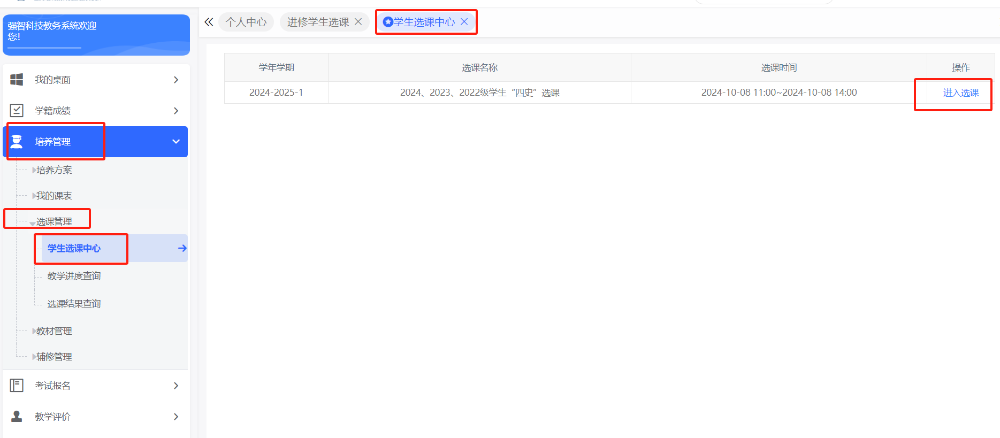 强智科技教务系统欢迎
您!
个人中心
进修学生选课
学生选课中心
我的桌面
学籍成绩
培养管理
培养方案
我的课表
选课管理
学生选课中心
教学进度查询
选课结果查询
教材管理
辅修管理
考试报名
教学评价
学年学期 选课名称 选课时间 操作
2024-2025-1 2024、2023、2022级学生“四史”选课 2024-10-08 11:00~2024-10-08 14:00 进入选课